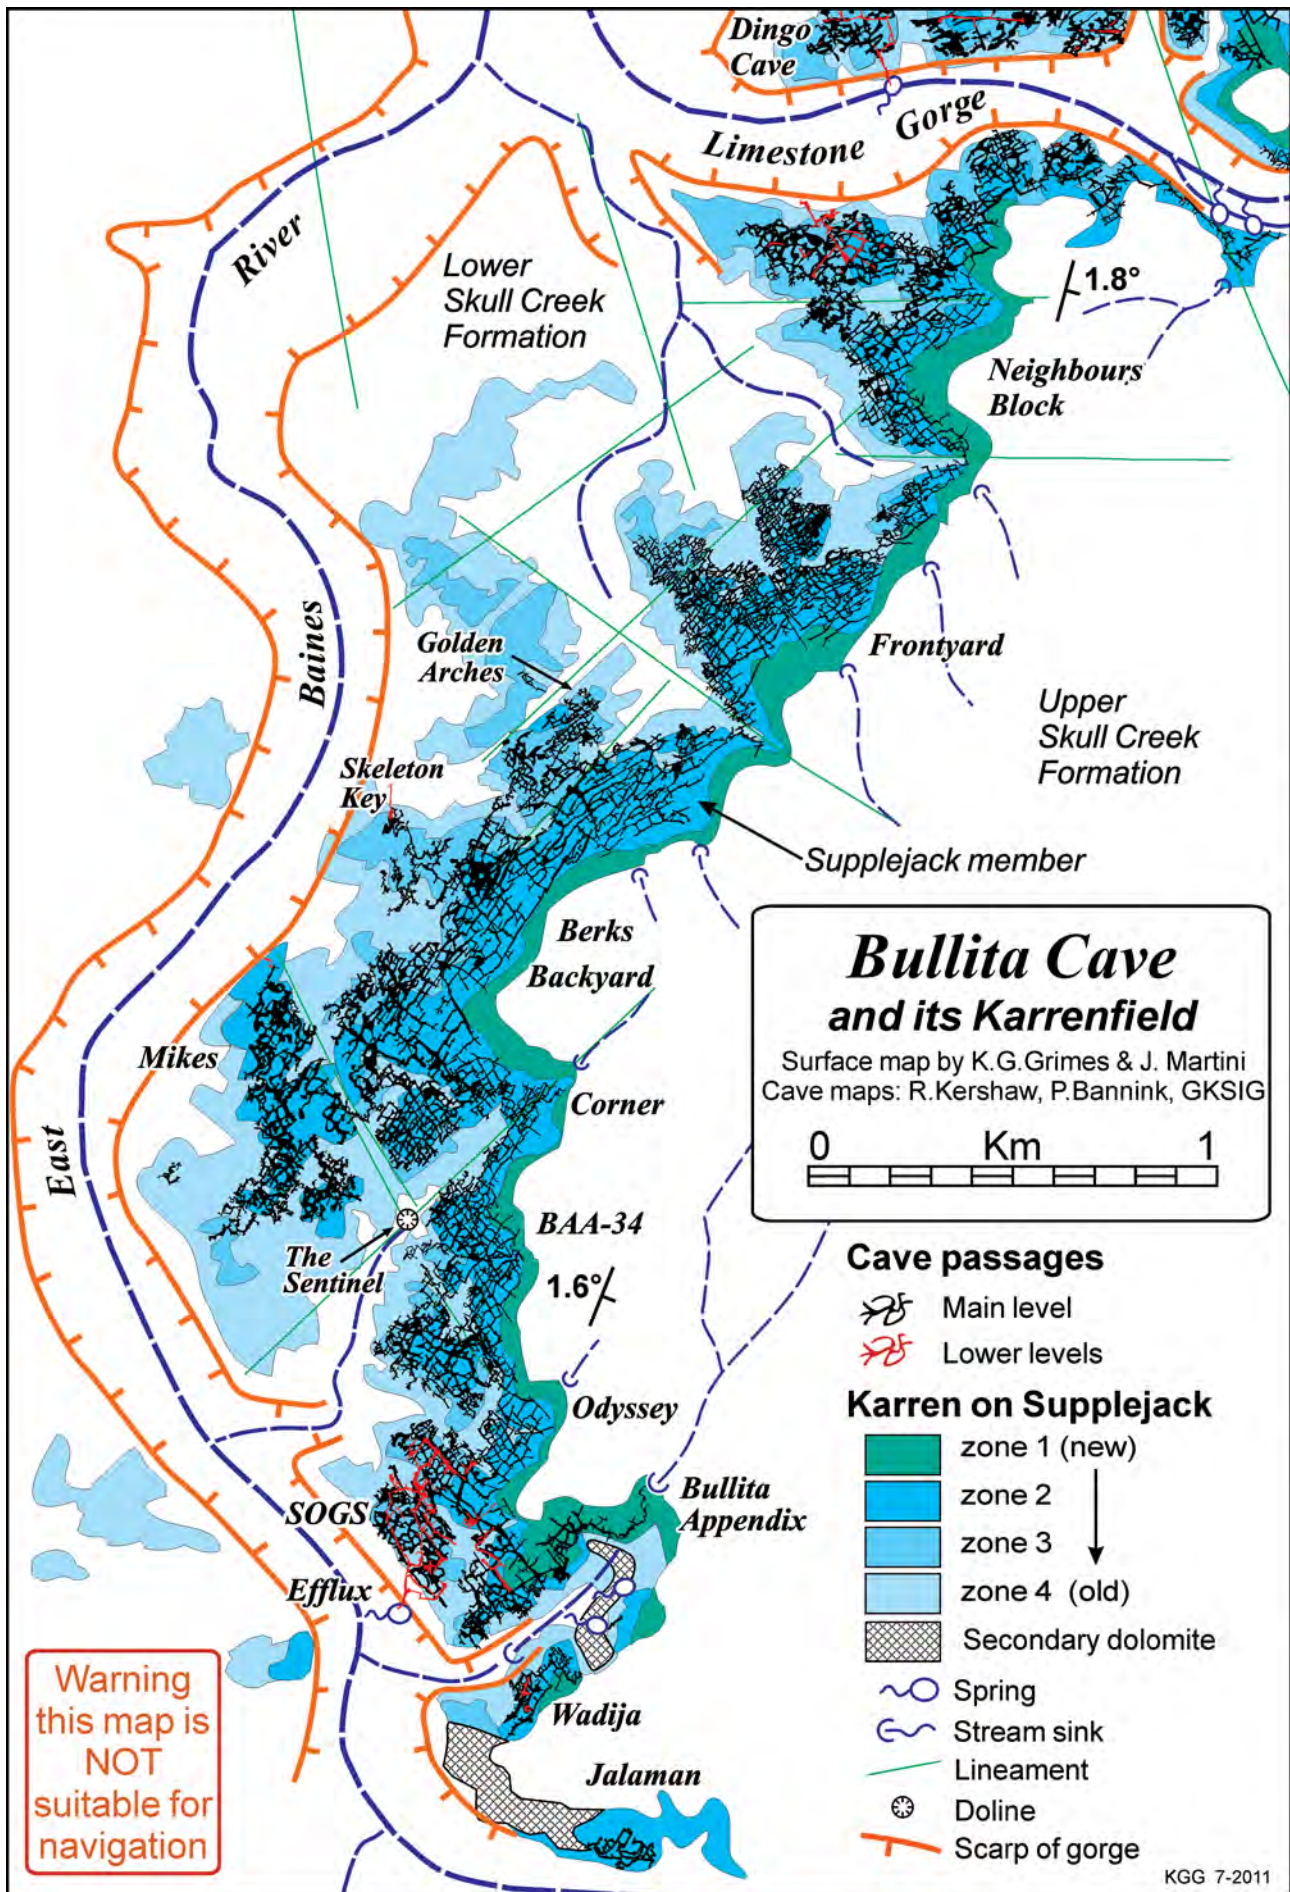 Dingo
Cave
Limestone
Gorge
River
Lower
Skull Creek
Formation
1.8°
Neighbours
Block
Baines
Golden
Arches
Frontyard
Upper
Skull Creek
Formation
Skeleton
Key
Supplejack member
Berks
Backyard
Bullita Cave
and its Karrenfield
Surface map by K.G.Grimes & J. Martini
Cave maps: R.Kershaw, P.Bannink, GKSIG
0 Km 1
Mikes
Corner
East
BAA-34
The
Sentinel
1.6°
Cave passages
Main level
Lower levels
Odyssey
Karren on Supplejack
zone 1 (new)
zone 2
zone 3
zone 4 (old)
Secondary dolomite
Spring
Stream sink
Lineament
Doline
Scarp of gorge
SOGS
Bullita
Appendix
Efflux
Wadija
Jalaman
Warning
this map is
NOT
suitable for
navigation
KGG 7-2011